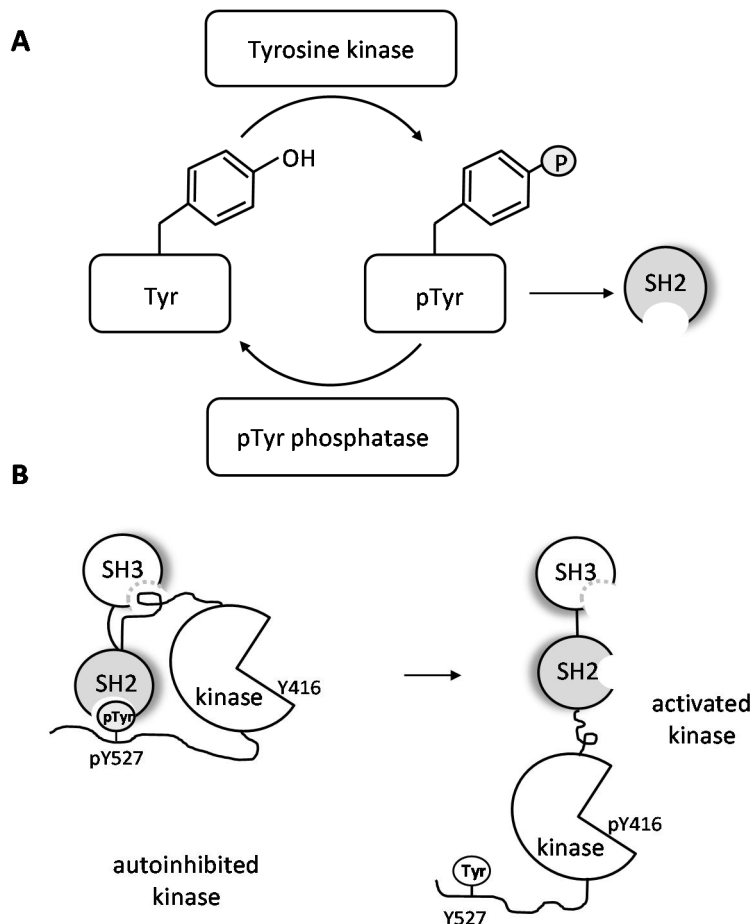 A
Tyrosine kinase
OH
P
Tyr
pTyr
SH2
pTyr phosphatase
B
SH3
SH2
pTyr
pY527
kinase
Y416
autoinhibited
kinase
SH3
SH2
activated
kinase
kinase
pY416
Tyr
Y527